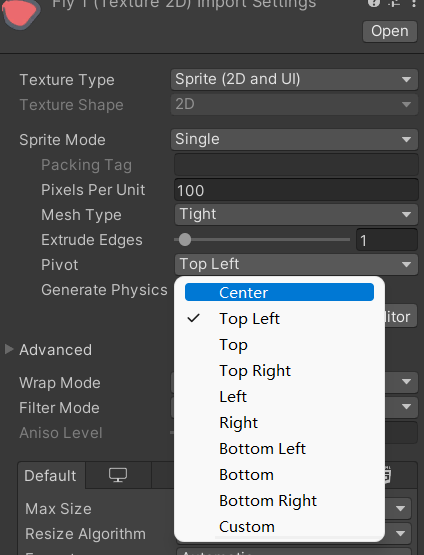 Fly 1 (Texture 2D) Import Settings
Open
Texture Type Sprite (2D and UI)
Texture Shape 2D
Sprite Mode Single
Packing Tag
Pixels Per Unit 100
Mesh Type Tight
Extrude Edges 1
Pivot Top Left
Generate Physics
Center
Top Left
Top
Top Right
Left
Right
Bottom Left
Bottom
Bottom Right
Custom
Advanced
Wrap Mode
Filter Mode
Aniso Level
Default
Max Size
Resize Algorithm